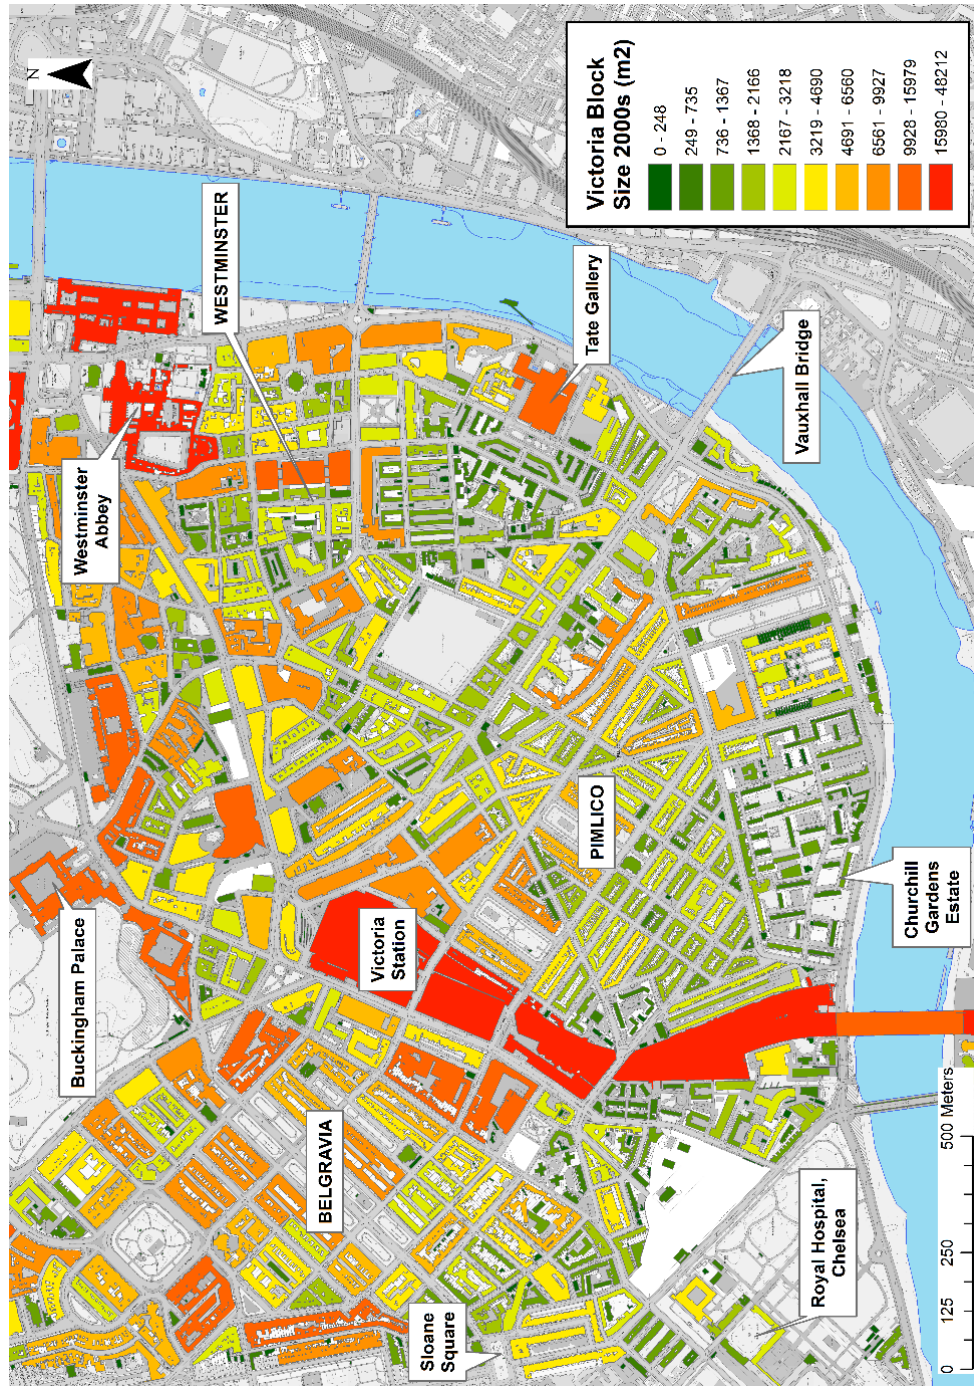 N
Victoria Block
Size 2000s (m2)
0 - 248
249 - 735
736 - 1367
1368 - 2166
2167 - 3218
3219 - 4690
4691 - 6560
6561 - 9927
9928 - 15979
15980 - 48212
Buckingham Palace
Westminster
Abbey
WESTMINSTER
BELGRAVIA
Victoria
Station
PIMLICO
Tate Gallery
Vauxhall Bridge
Sloane
Square
Royal Hospital,
Chelsea
Churchill
Gardens
Estate
0 125 250 500 Meters